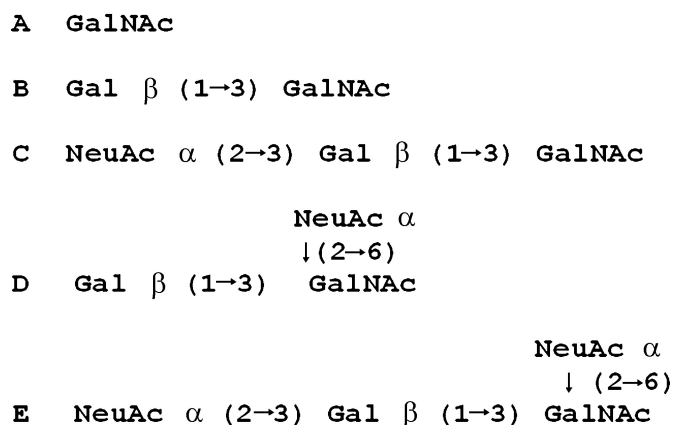 A GalNAc
B Gal β (1→3) GalNAc
C NeuAc α (2→3) Gal β (1→3) GalNAc
NeuAc α
↓(2→6)
D Gal β (1→3) GalNAc
NeuAc α
↓ (2→6)
E NeuAc α (2→3) Gal β (1→3) GalNAc